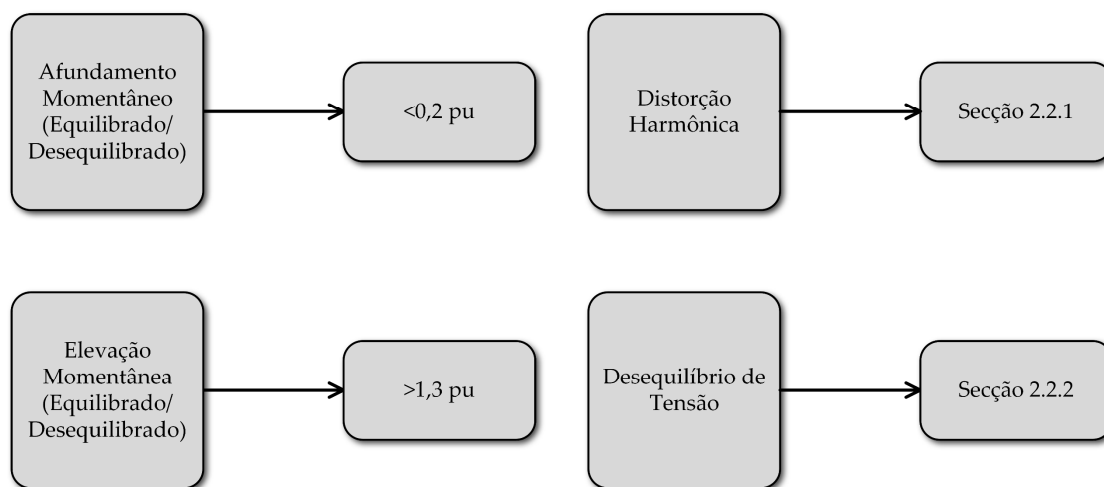 Afundamento
Momentâneo
(Equilibrado/
Desequilibrado)
<0,2 pu
Distorção
Harmônica
Secção 2.2.1
Elevação
Momentânea
(Equilibrado/
Desequilibrado)
>1,3 pu
Desequilíbrio de
Tensão
Secção 2.2.2